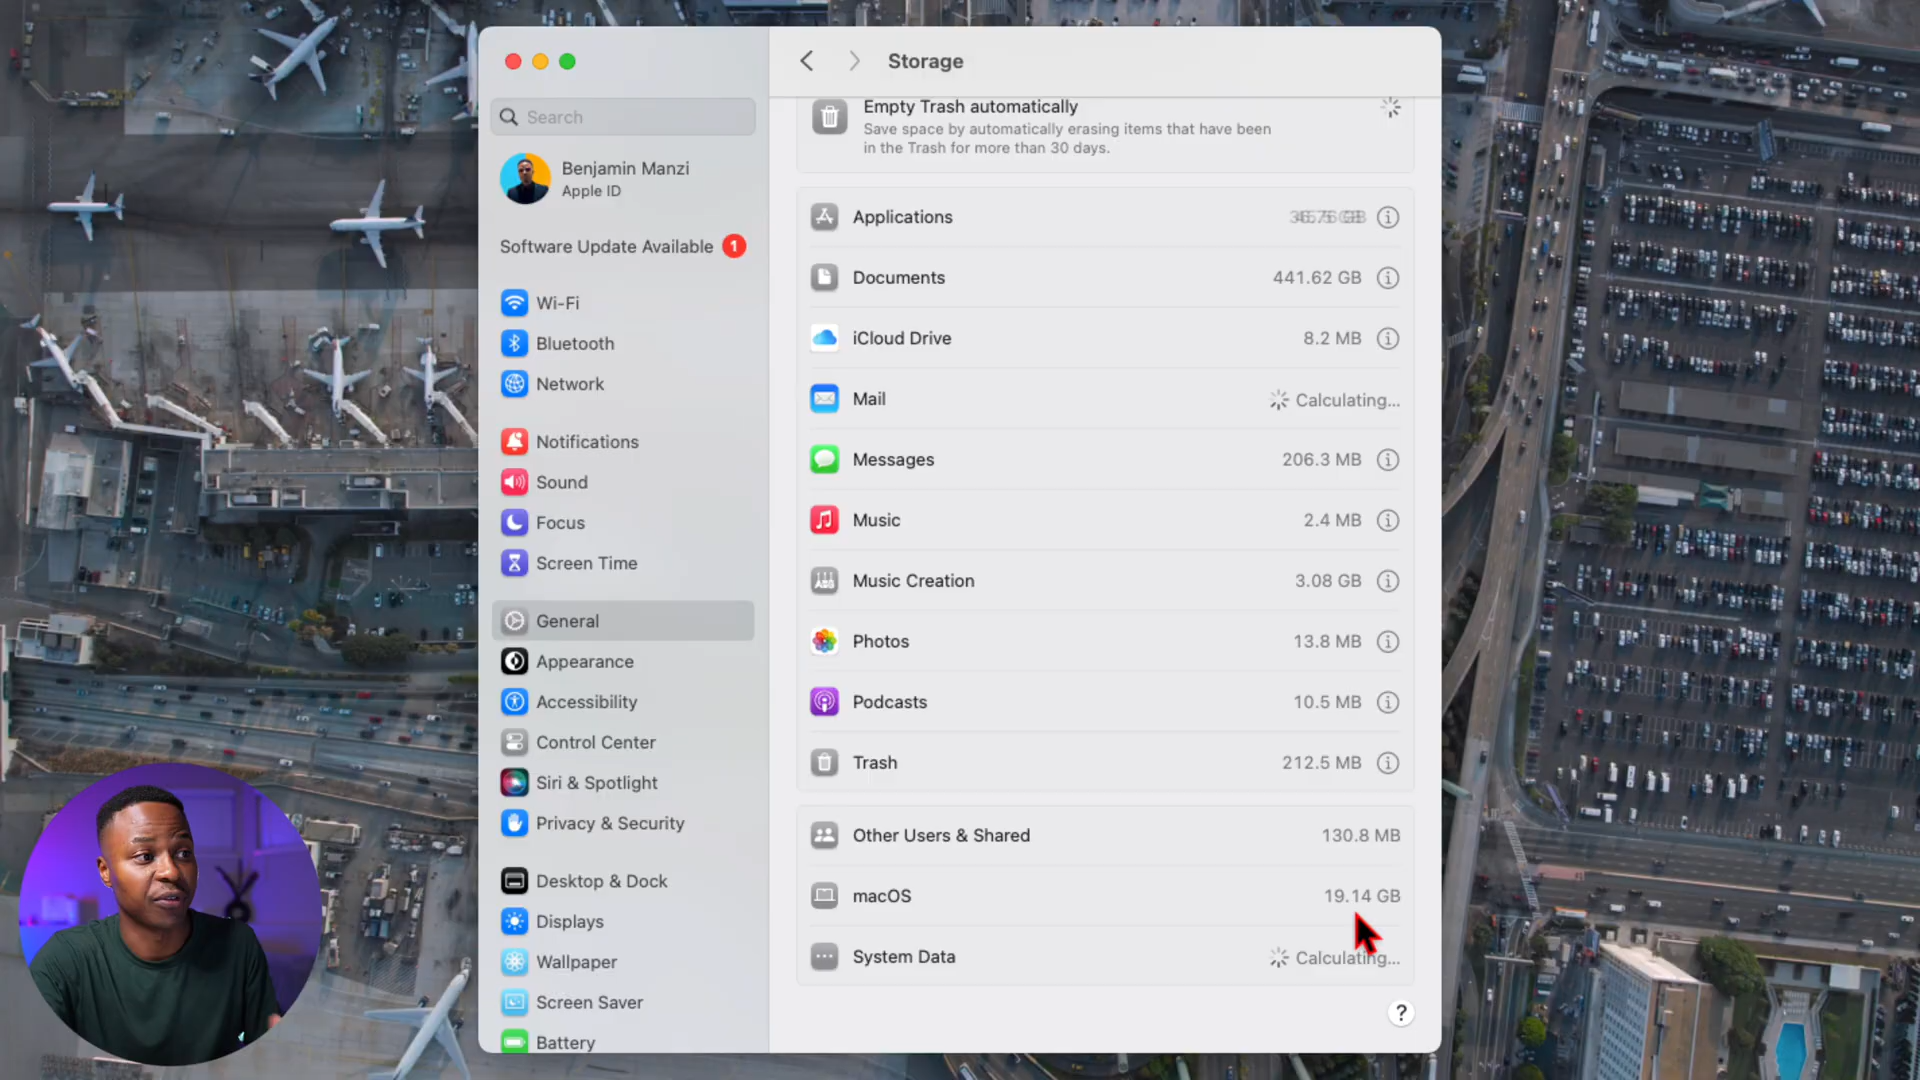 Storage
Search
Benjamin Manzi
Apple ID
Software Update Available 1
Wi-Fi
Bluetooth
Network
Notifications
Sound
Focus
Screen Time
General
Appearance
Accessibility
Control Center
Siri & Spotlight
Privacy & Security
Desktop & Dock
Displays
Wallpaper
Screen Saver
Battery
Empty Trash automatically
Save space by automatically erasing items that have been
in the Trash for more than 30 days.
Applications
Documents 441.62 GB
iCloud Drive 8.2 MB
Mail Calculating...
Messages 206.3 MB
Music 2.4 MB
Music Creation 3.08 GB
Photos 13.8 MB
Podcasts 10.5 MB
Trash 212.5 MB
Other Users & Shared 130.8 MB
macOS 19.14 GB
System Data Calculating...
?